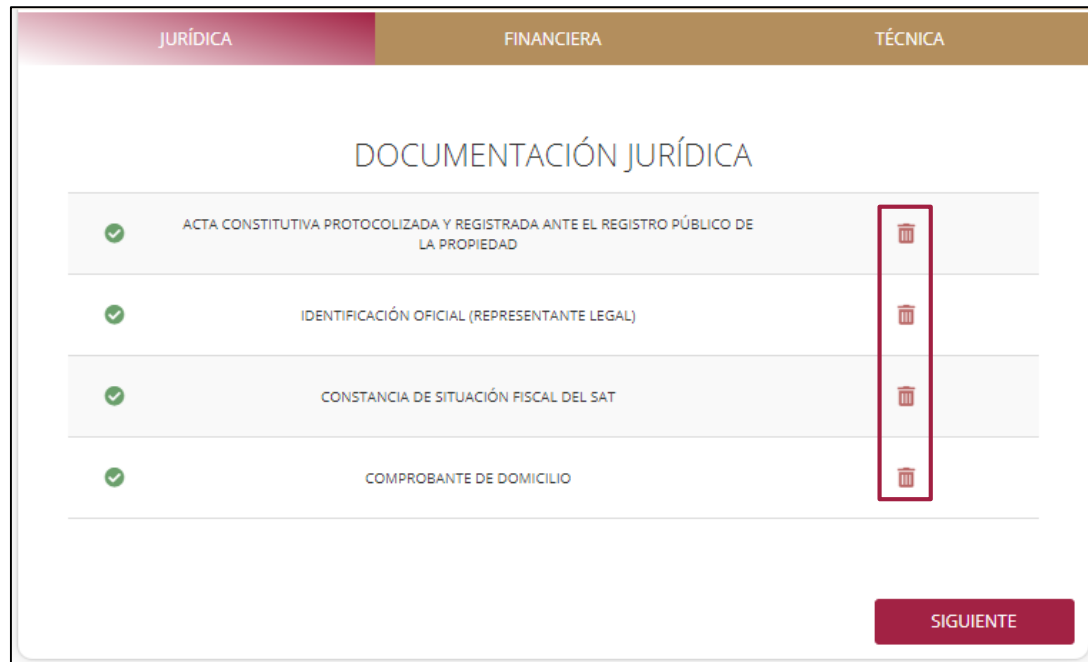 JURÍDICA
FINANCIERA
TÉCNICA
DOCUMENTACIÓN JURÍDICA
ACTA CONSTITUTIVA PROTOCOLIZADA Y REGISTRADA ANTE EL REGISTRO PÚBLICO DE
LA PROPIEDAD
IDENTIFICACIÓN OFICIAL (REPRESENTANTE LEGAL)
CONSTANCIA DE SITUACIÓN FISCAL DEL SAT
COMPROBANTE DE DOMICILIO
SIGUIENTE